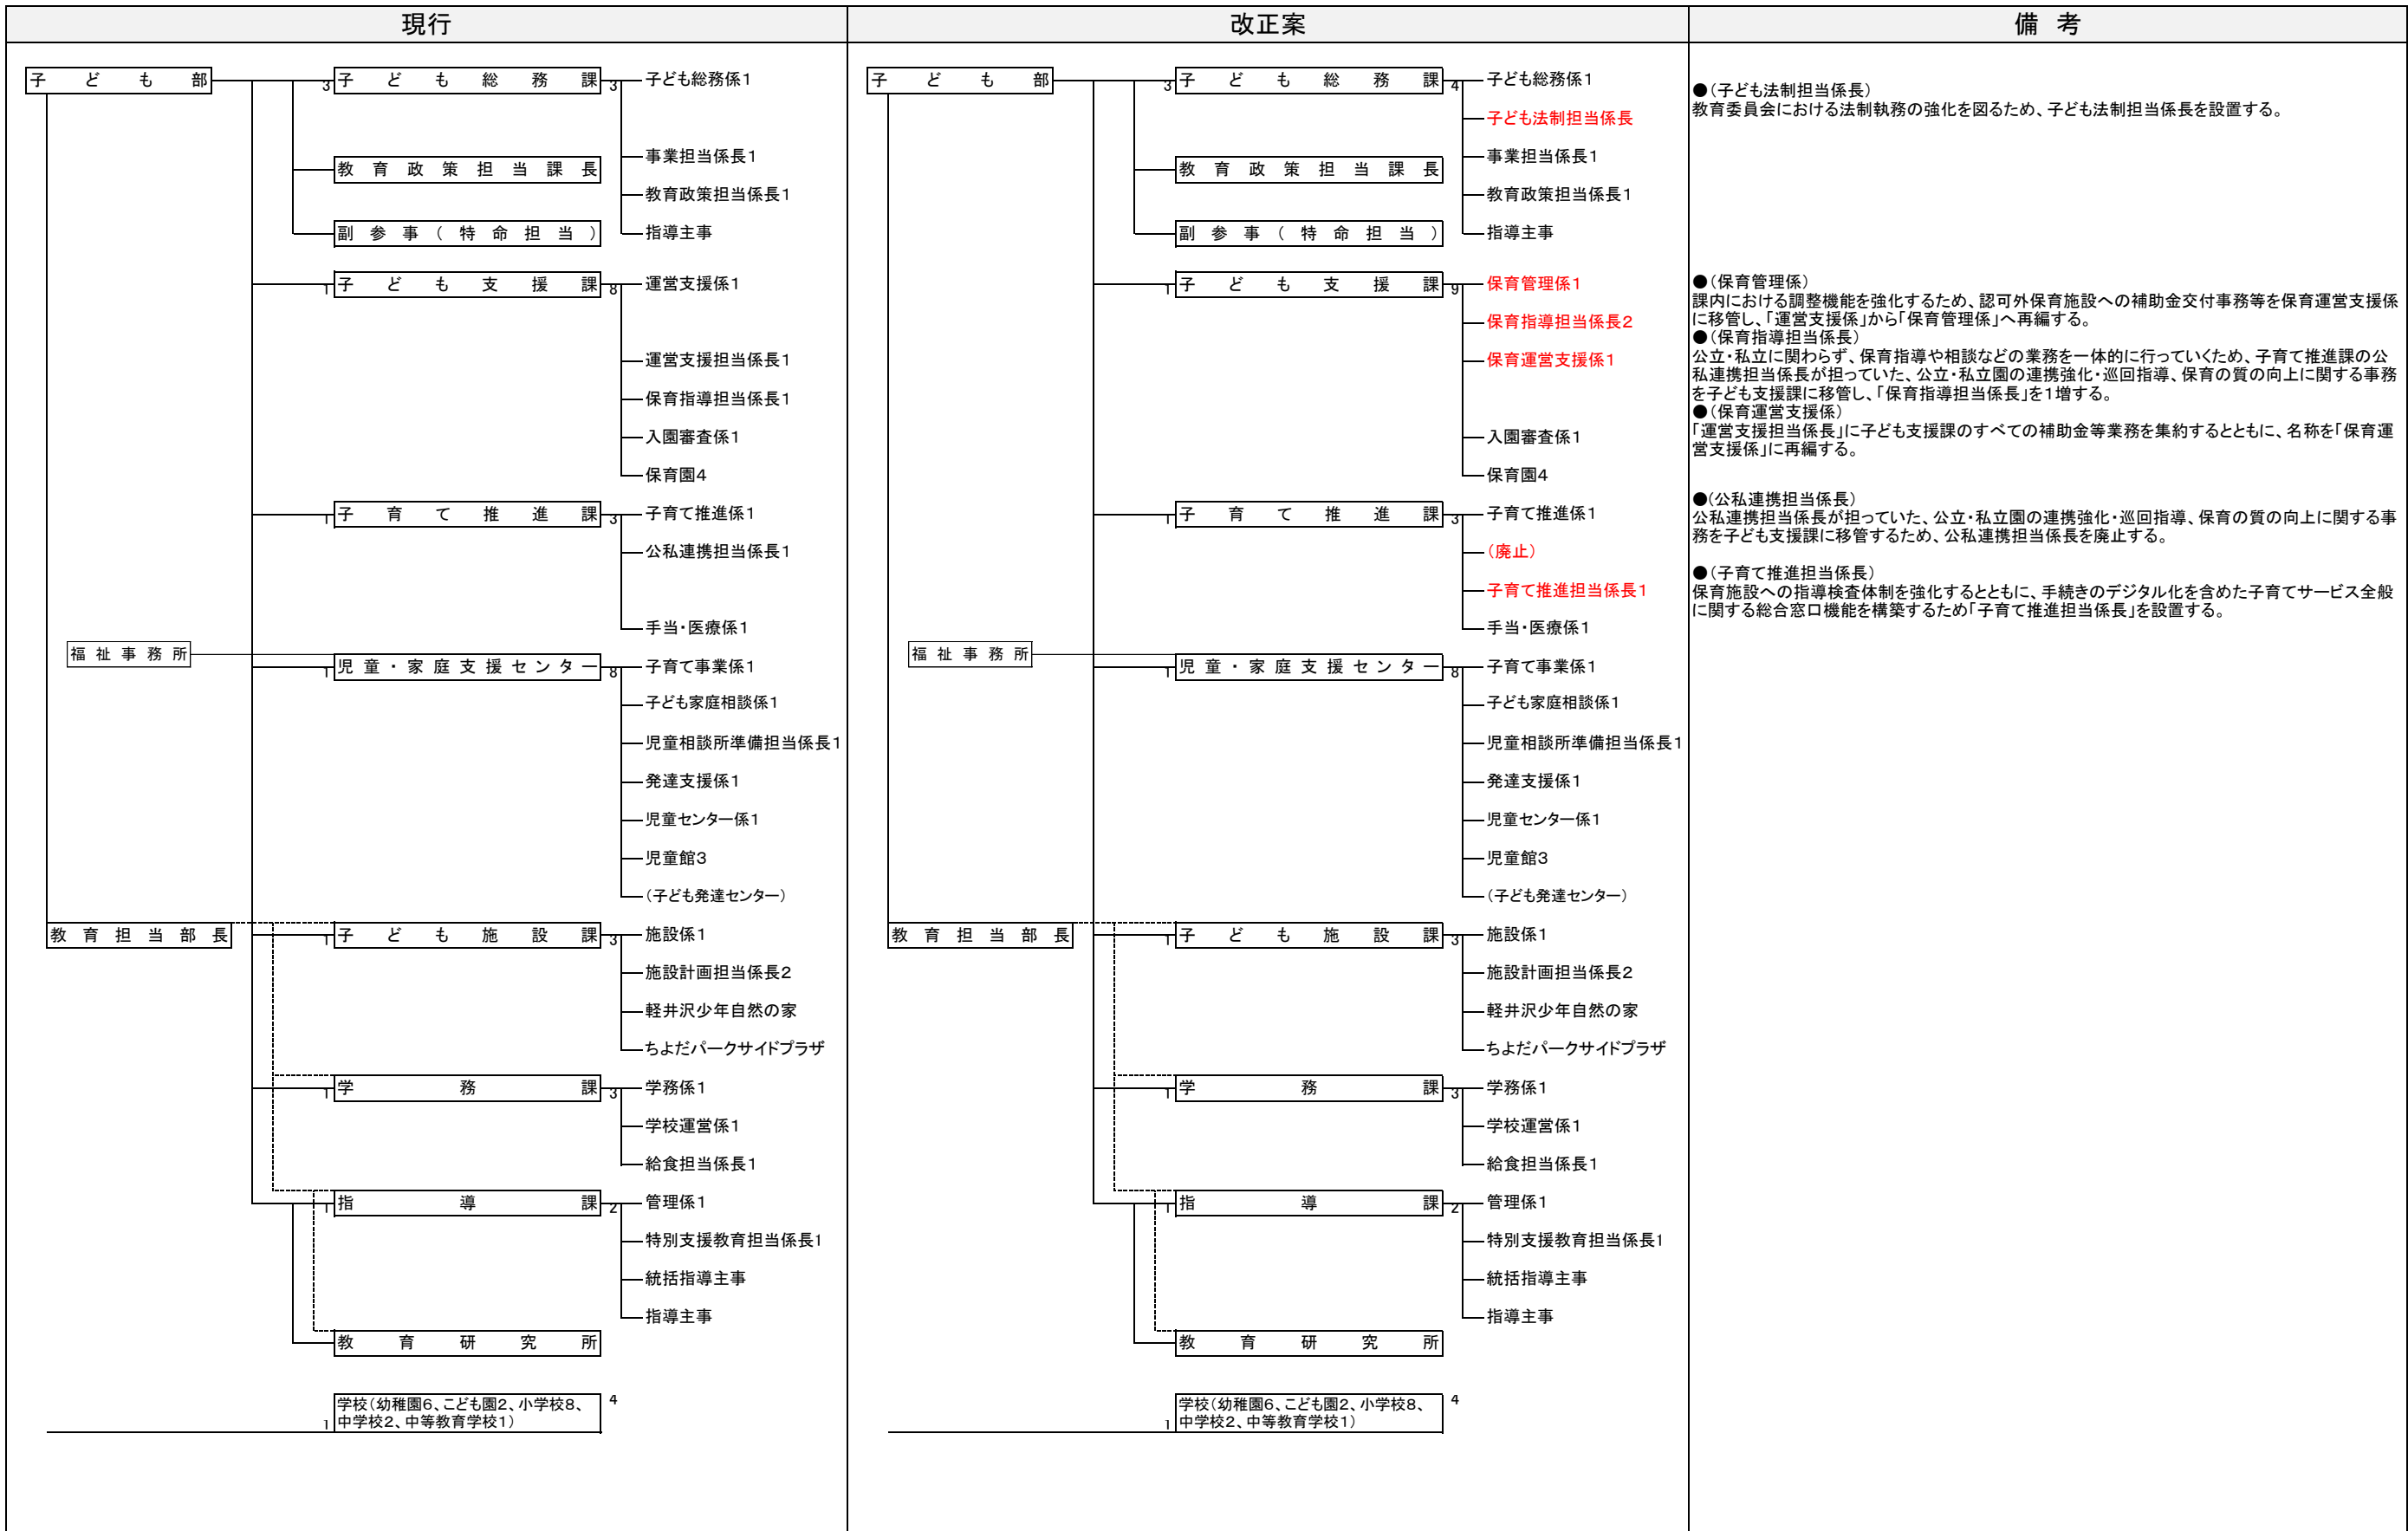 現行
子ども部
3 子ども総務課 3 子ども総務係1
教育政策担当課長 事業担当係長1
教育政策担当係長1
副参事(特命担当) 指導主事
1 子ども支援課 8 運営支援係1
運営支援担当係長1
保育指導担当係長1
入園審査係1
保育園4
1 子育て推進課 3 子育て推進係1
公私連携担当係長1
手当・医療係1
福祉事務所
1 児童・家庭支援センター 8 子育て事業係1
子ども家庭相談係1
児童相談所準備担当係長1
発達支援係1
児童センター係1
児童館3
(子ども発達センター)
教育担当部長
1 子ども施設課 3 施設係1
施設計画担当係長2
軽井沢少年自然の家
ちよだパークサイドプラザ
1 学務課 3 学務係1
学校運営係1
給食担当係長1
1 指導課 2 管理係1
特別支援教育担当係長1
統括指導主事
指導主事
教育研究所
学校(幼稚園6、こども園2、小学校8、 4
1 中学校2、中等教育学校1)
改正案
子ども部
3 子ども総務課 4 子ども総務係1
子ども法制担当係長
教育政策担当課長 事業担当係長1
教育政策担当係長1
副参事(特命担当) 指導主事
1 子ども支援課 9 保育管理係1
保育指導担当係長2
保育運営支援係1
入園審査係1
保育園4
1 子育て推進課 3 子育て推進係1
(廃止)
子育て推進担当係長1
手当・医療係1
福祉事務所
1 児童・家庭支援センター 8 子育て事業係1
子ども家庭相談係1
児童相談所準備担当係長1
発達支援係1
児童センター係1
児童館3
(子ども発達センター)
教育担当部長
1 子ども施設課 3 施設係1
施設計画担当係長2
軽井沢少年自然の家
ちよだパークサイドプラザ
1 学務課 3 学務係1
学校運営係1
給食担当係長1
1 指導課 2 管理係1
特別支援教育担当係長1
統括指導主事
指導主事
教育研究所
学校(幼稚園6、こども園2、小学校8、 4
1 中学校2、中等教育学校1)
備 考
●(子ども法制担当係長)
教育委員会における法制執務の強化を図るため、子ども法制担当係長を設置する。
●(保育管理係)
課内における調整機能を強化するため、認可外保育施設への補助金交付事務等を保育運営支援係
に移管し、「運営支援係」から「保育管理係」へ再編する。
●(保育指導担当係長)
公立・私立に関わらず、保育指導や相談などの業務を一体的に行っていくため、子育て推進課の公
私連携担当係長が担っていた、公立・私立園の連携強化・巡回指導、保育の質の向上に関する事務
を子ども支援課に移管し、「保育指導担当係長」を1増する。
●(保育運営支援係)
「運営支援担当係長」に子ども支援課のすべての補助金等業務を集約するとともに、名称を「保育運
営支援係」に再編する。
●(公私連携担当係長)
公私連携担当係長が担っていた、公立・私立園の連携強化・巡回指導、保育の質の向上に関する事
務を子ども支援課に移管するため、公私連携担当係長を廃止する。
●(子育て推進担当係長)
保育施設への指導検査体制を強化するとともに、手続きのデジタル化を含めた子育てサービス全般
に関する総合窓口機能を構築するため「子育て推進担当係長」を設置する。